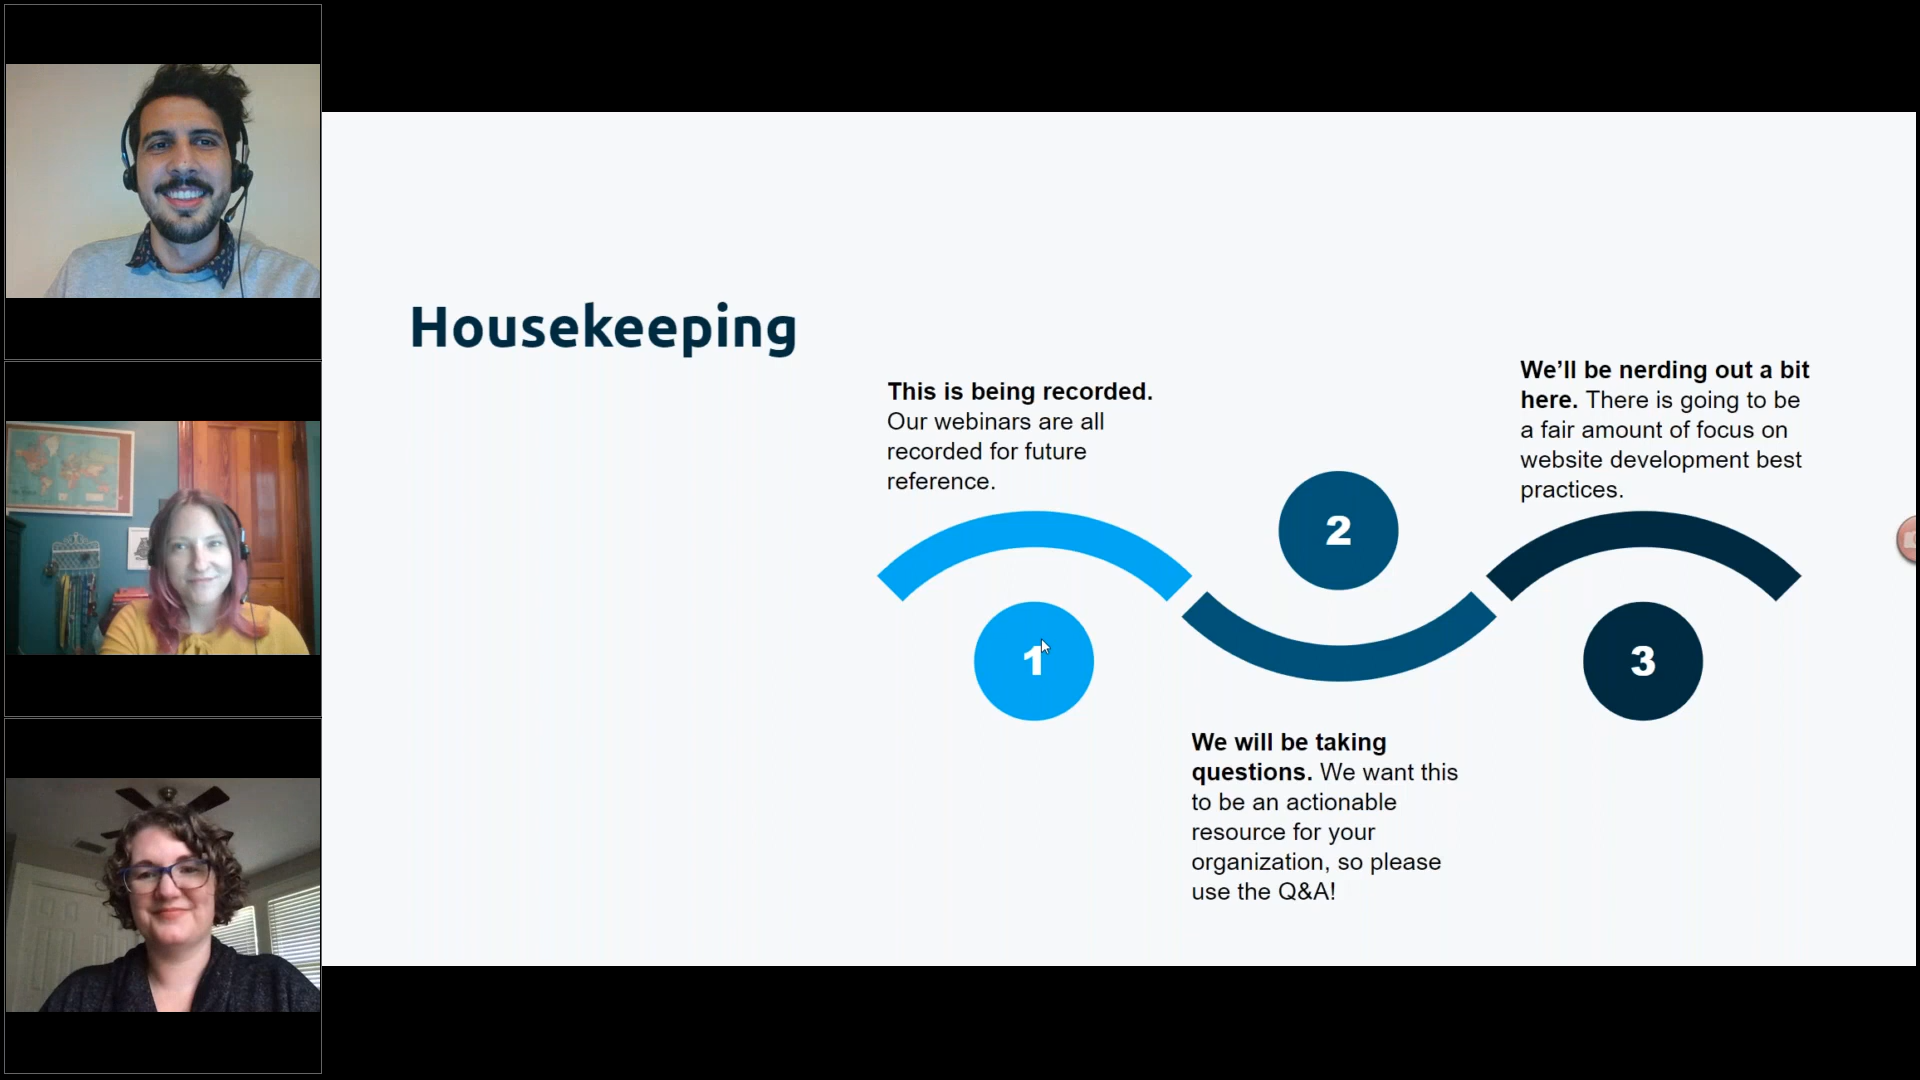 Housekeeping
This is being recorded.
Our webinars are all
recorded for future
reference.
1
2
We will be taking
questions. We want this
to be an actionable
resource for your
organization, so please
use the Q&A!
We’ll be nerding out a bit
here. There is going to be
a fair amount of focus on
website development best
practices.
3